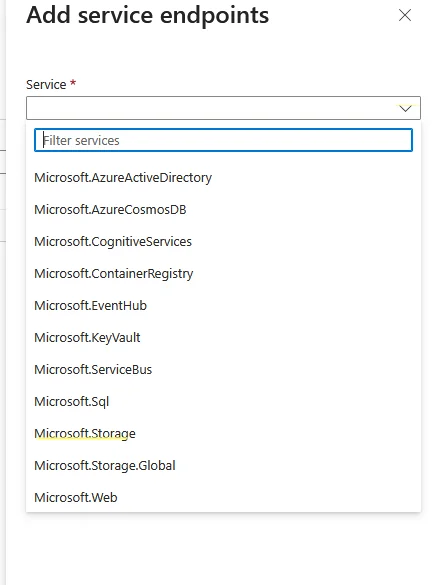 Add service endpoints
Service *
Filter services
Microsoft.AzureActiveDirectory
Microsoft.AzureCosmosDB
Microsoft.CognitiveServices
Microsoft.ContainerRegistry
Microsoft.EventHub
Microsoft.KeyVault
Microsoft.ServiceBus
Microsoft.Sql
Microsoft.Storage
Microsoft.Storage.Global
Microsoft.Web